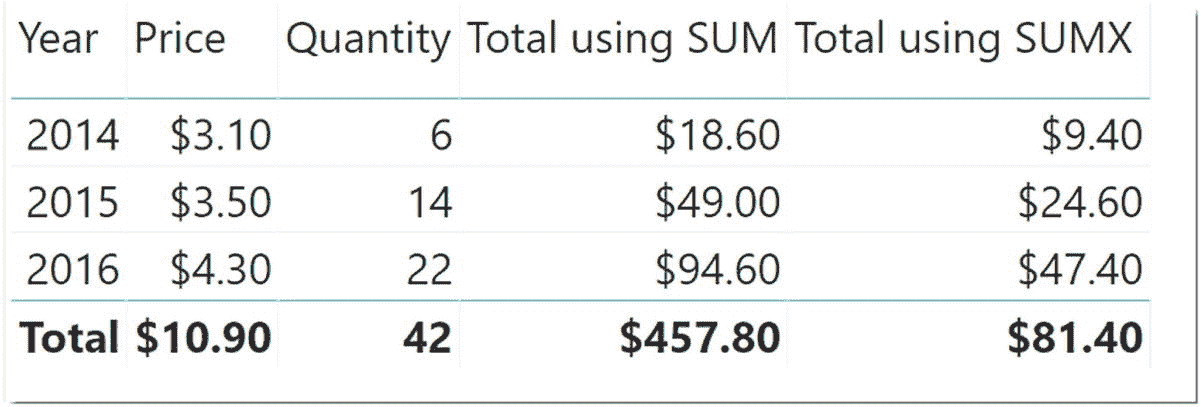 Year Price Quantity Total using SUM Total using SUMX
2014 $3.10 6 $18.60 $9.40
2015 $3.50 14 $49.00 $24.60
2016 $4.30 22 $94.60 $47.40
Total $10.90 42 $457.80 $81.40